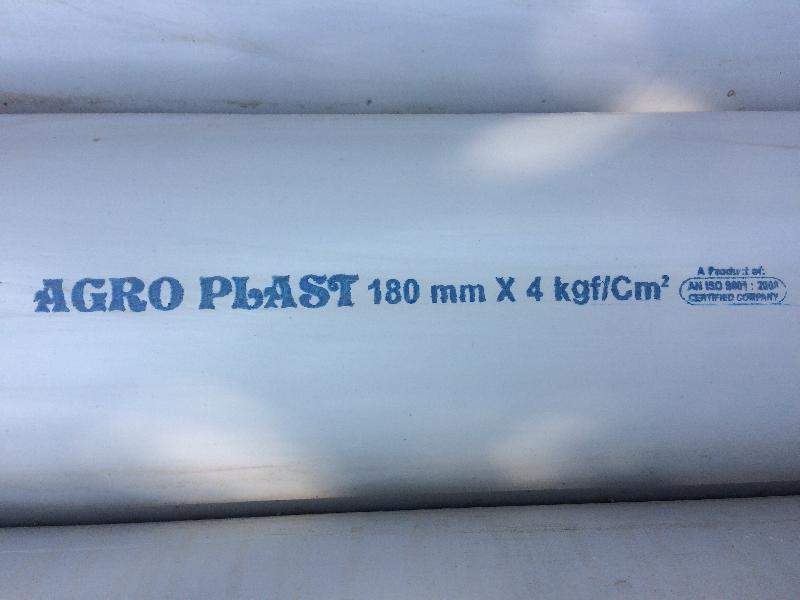 AGRO PLAST 180 mm X 4 kgf/Cm²
A Product of:
AN ISO 9001 : 2008
CERTIFIED COMPANY